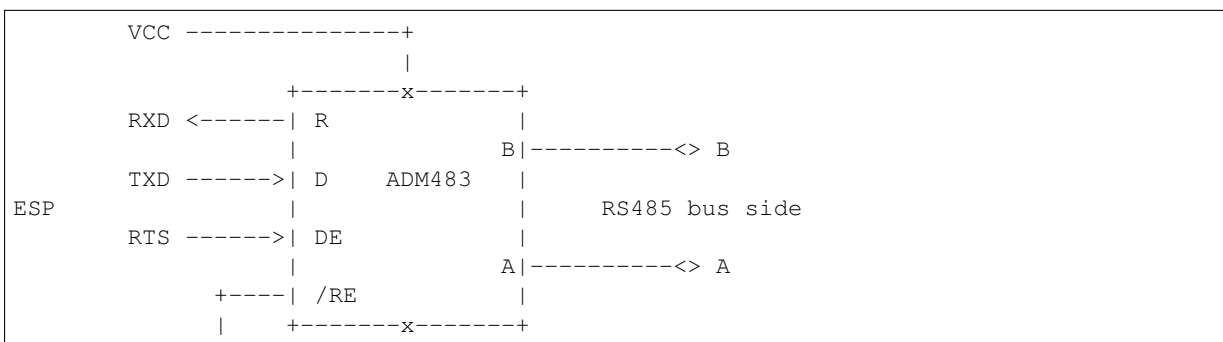 VCC ---------------+
|
+-------x-------+
RXD <------| R |
| B|----------<> B
TXD ------>| D ADM483 |
ESP | | RS485 bus side
RTS ------>| DE |
| A|----------<> A
+----| /RE |
| +-------x-------+